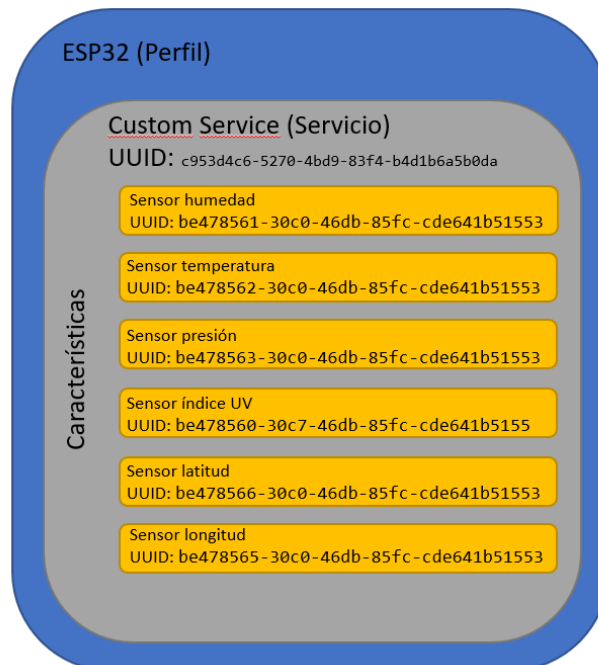 ESP32 (Perfil)
Custom Service (Servicio)
UUID: c953d4c6-5270-4bd9-83f4-b4d1b6a5b0da
Características
Sensor humedad
UUID: be478561-30c0-46db-85fc-cde641b51553
Sensor temperatura
UUID: be478562-30c0-46db-85fc-cde641b51553
Sensor presión
UUID: be478563-30c0-46db-85fc-cde641b51553
Sensor índice UV
UUID: be478560-30c7-46db-85fc-cde641b5155
Sensor latitud
UUID: be478566-30c0-46db-85fc-cde641b51553
Sensor longitud
UUID: be478565-30c0-46db-85fc-cde641b51553